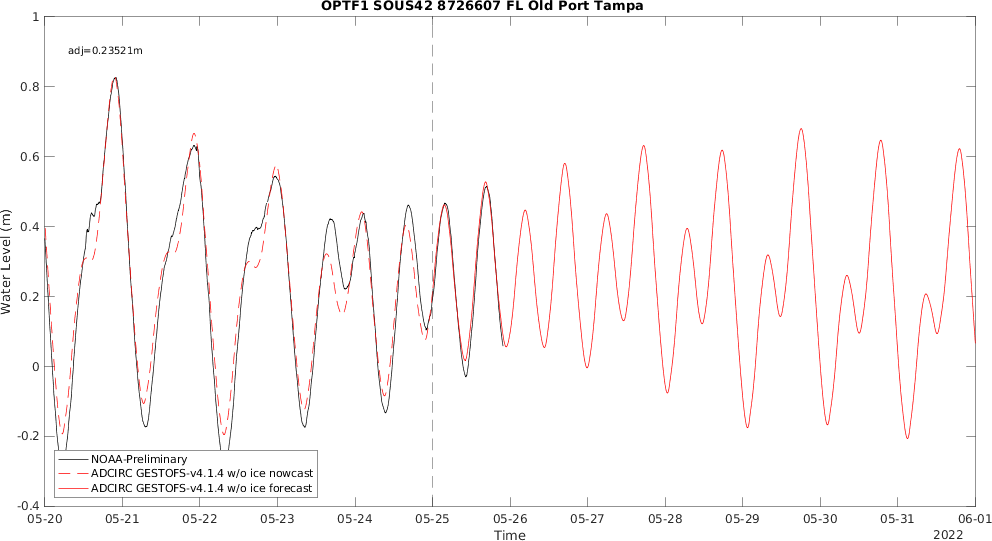 OPTF1 SOUS42 8726607 FL Old Port Tampa
1
adj=0.23521m
0.8
0.6
0.4
0.2
0
-0.2
-0.4
Water Level (m)
NOAA-Preliminary
ADCIRC GESTOFS-v4.1.4 w/o ice nowcast
ADCIRC GESTOFS-v4.1.4 w/o ice forecast
05-20 05-21 05-22 05-23 05-24 05-25 05-26 05-27 05-28 05-29 05-30 05-31 06-01
Time
2022